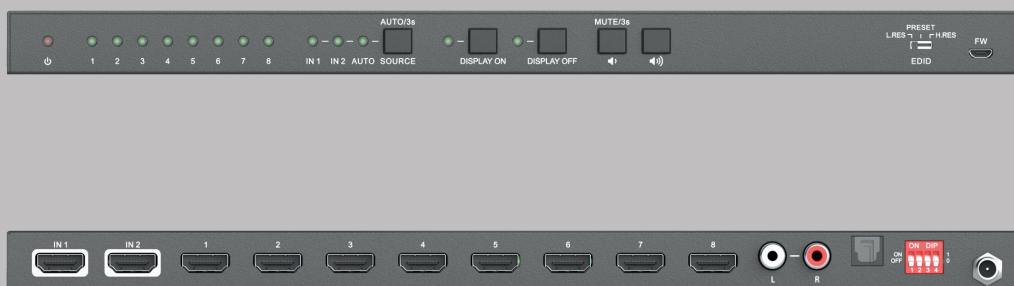 AUTO/3s
MUTE/3s
PRESET
L.RES H.RES
FW
1 2 3 4 5 6 7 8
IN 1 IN 2 AUTO SOURCE
DISPLAY ON
DISPLAY OFF
EDID
IN 1
IN 2
1
2
3
4
5
6
7
8
L
R
ON DIP
ON
OFF
1
0
1 2 3 4